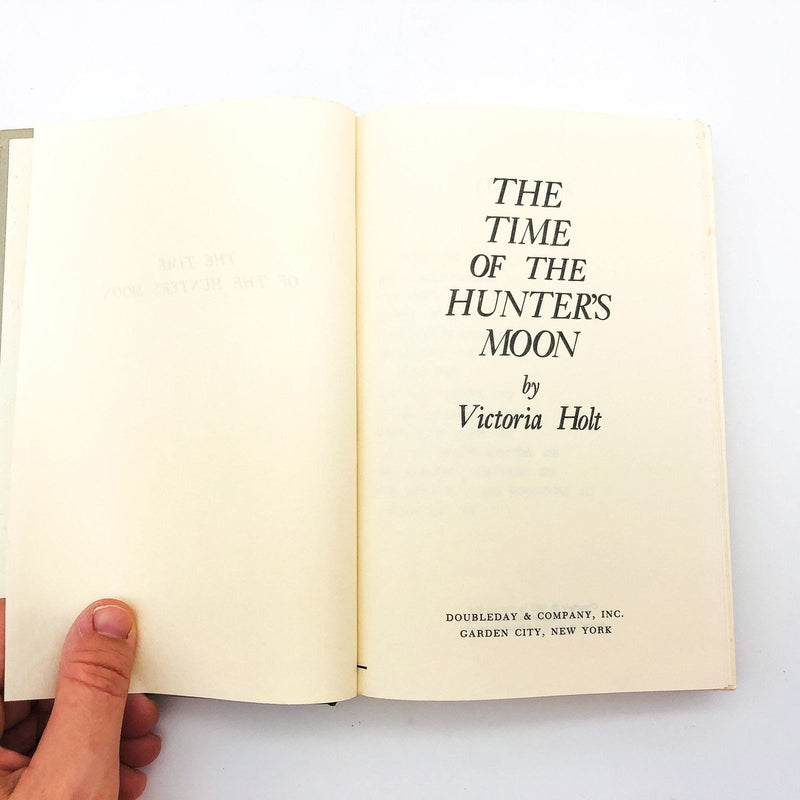 THE
TIME
OF THE
HUNTER'S
MOON
by
Victoria Holt
DOUBLEDAY & COMPANY, INC.
GARDEN CITY, NEW YORK